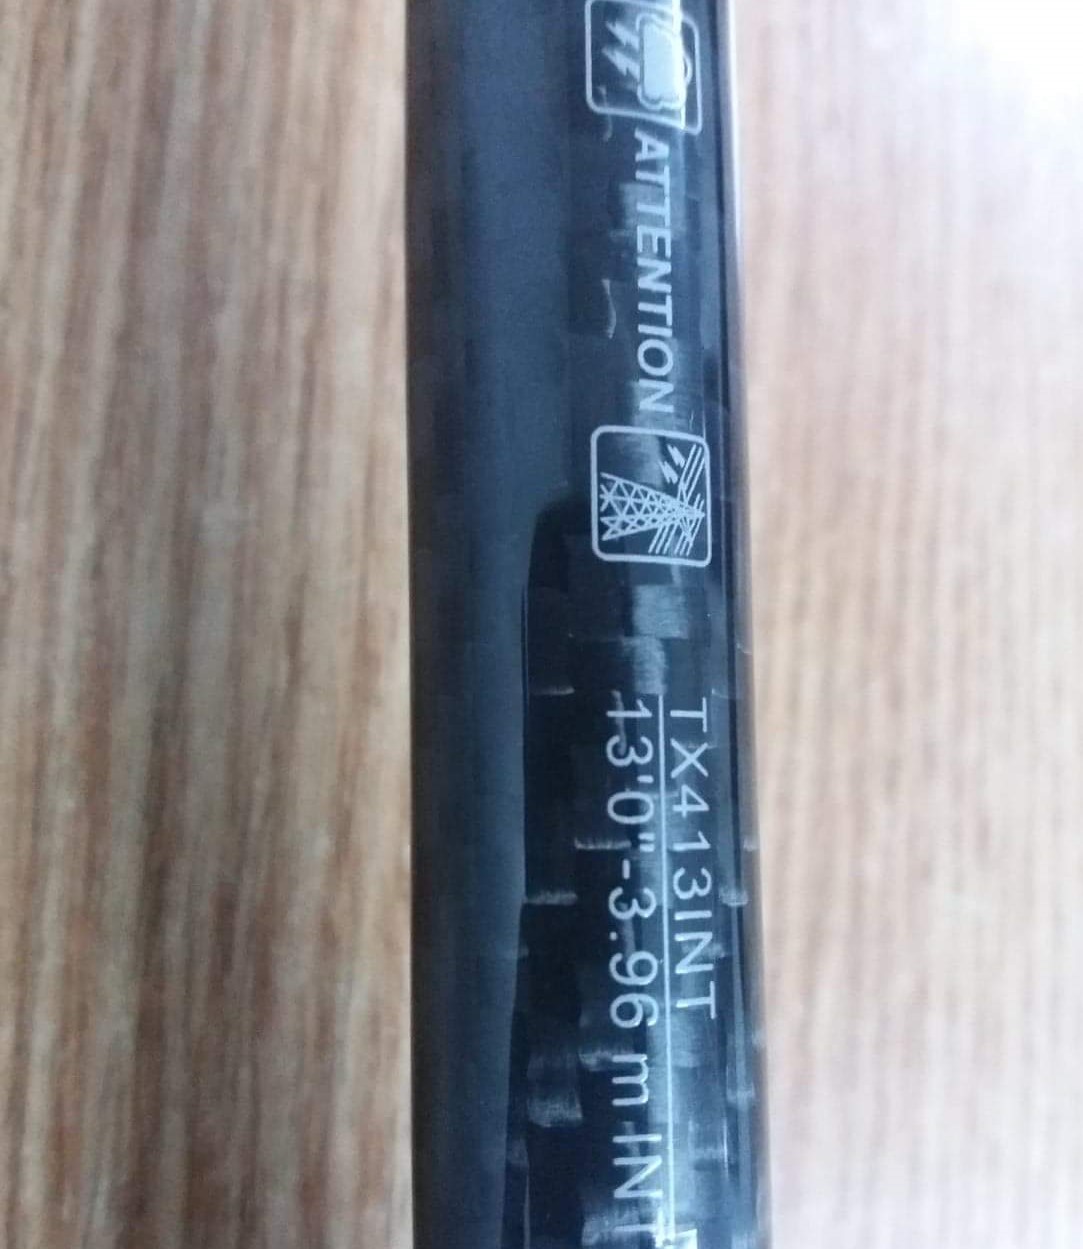 ATTENTION
TX413INT
13'0"-3.96 m INT